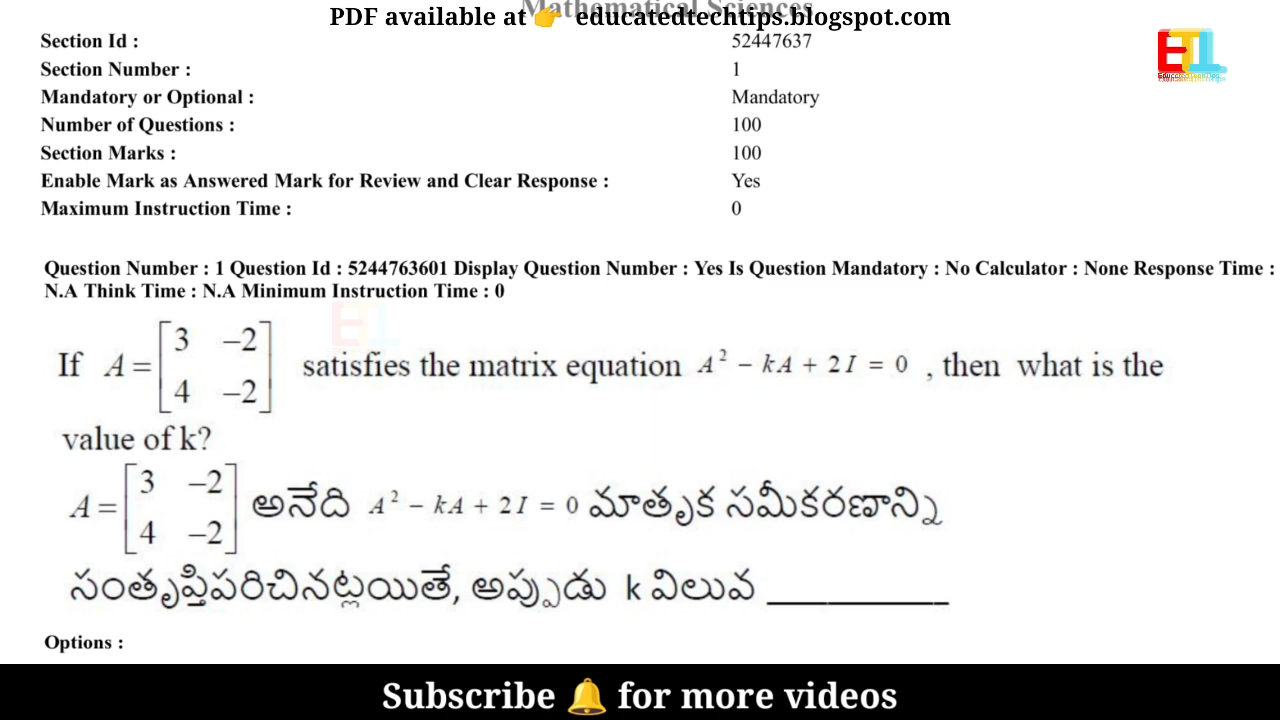 Mathematical Sciences
PDF available at 👉 educatedtechtips.blogspot.com
Section Id : 52447637
ETL
EducatedTechTips
Section Number : 1
Mandatory or Optional : Mandatory
Number of Questions : 100
Section Marks : 100
Enable Mark as Answered Mark for Review and Clear Response : Yes
Maximum Instruction Time : 0
Question Number : 1 Question Id : 5244763601 Display Question Number : Yes Is Question Mandatory : No Calculator : None Response Time :
N.A Think Time : N.A Minimum Instruction Time : 0
If A = [3 –2; 4 –2] satisfies the matrix equation A² − kA + 2I = 0 , then what is the
value of k?
A = [3 –2; 4 –2] అనేది A² − kA + 2I = 0 మాతృక సమీకరణాన్ని
సంతృప్తిపరిచినట్లయితే, అప్పుడు k విలువ __________
Options :
Subscribe 🔔 for more videos